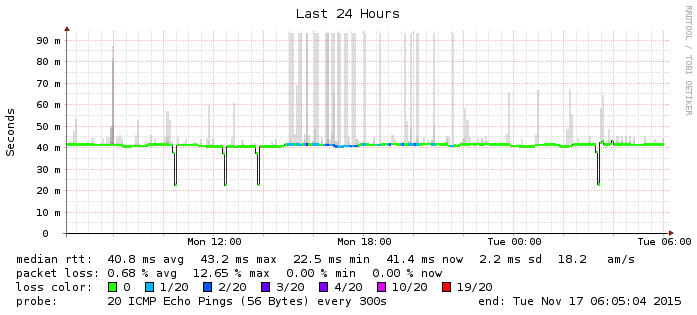 Last 24 Hours
RRDTOOL / TOBI OETIKER
Seconds
90 m
80 m
70 m
60 m
50 m
40 m
30 m
20 m
10 m
0
Mon 12:00 Mon 18:00 Tue 00:00 Tue 06:00
median rtt: 40.8 ms avg 43.2 ms max 22.5 ms min 41.4 ms now 2.2 ms sd 18.2 am/s
packet loss: 0.68 % avg 12.65 % max 0.00 % min 0.00 % now
loss color: 0 1/20 2/20 3/20 4/20 10/20 19/20
probe: 20 ICMP Echo Pings (56 Bytes) every 300s end: Tue Nov 17 06:05:04 2015